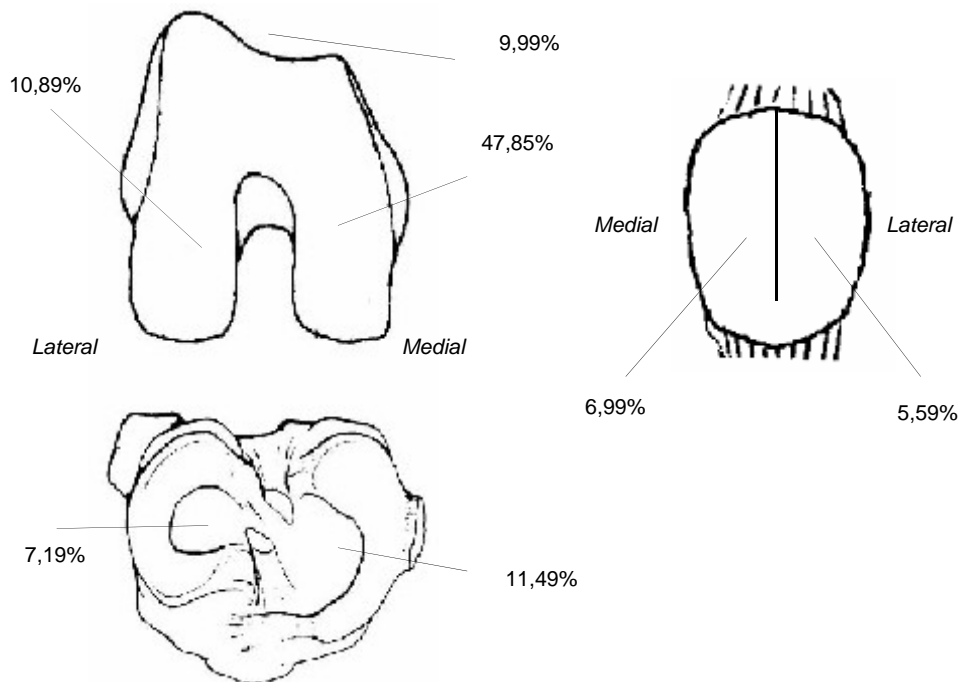 9,99%
10,89%
47,85%
Medial
Lateral
Lateral
Medial
6,99%
5,59%
7,19%
11,49%